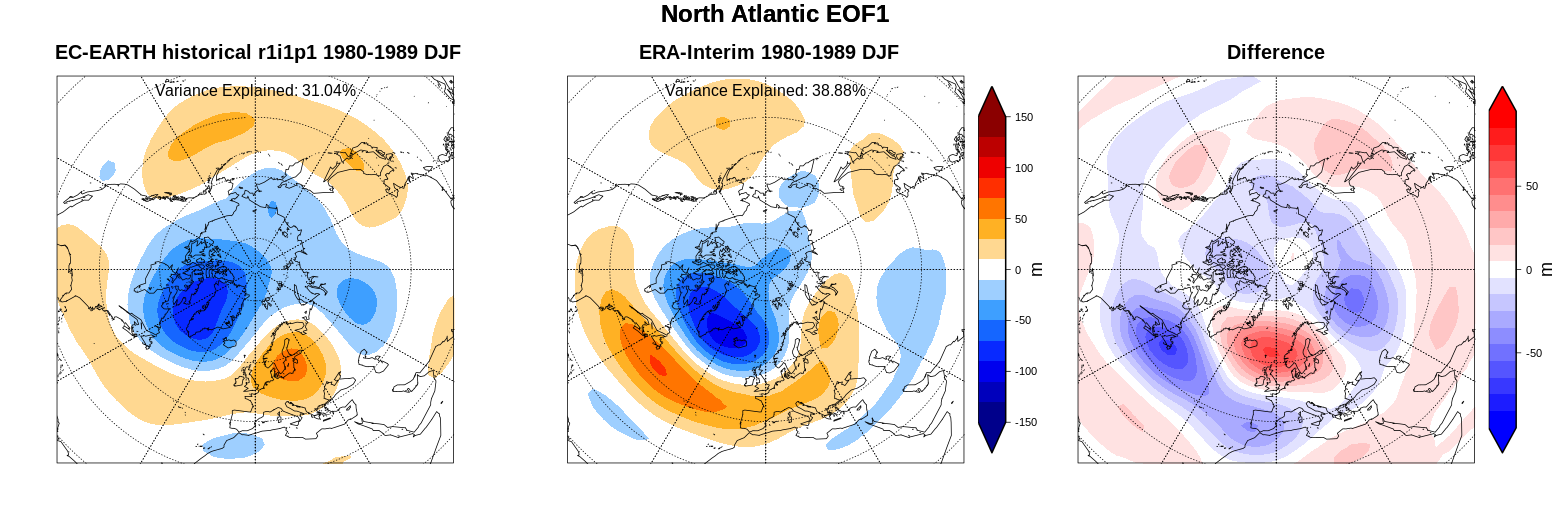 North Atlantic EOF1
EC-EARTH historical r1i1p1 1980-1989 DJF
ERA-Interim 1980-1989 DJF
Difference
Variance Explained: 31.04%
Variance Explained: 38.88%
150
100
50
0
-50
-100
-150
m
50
0
-50
m